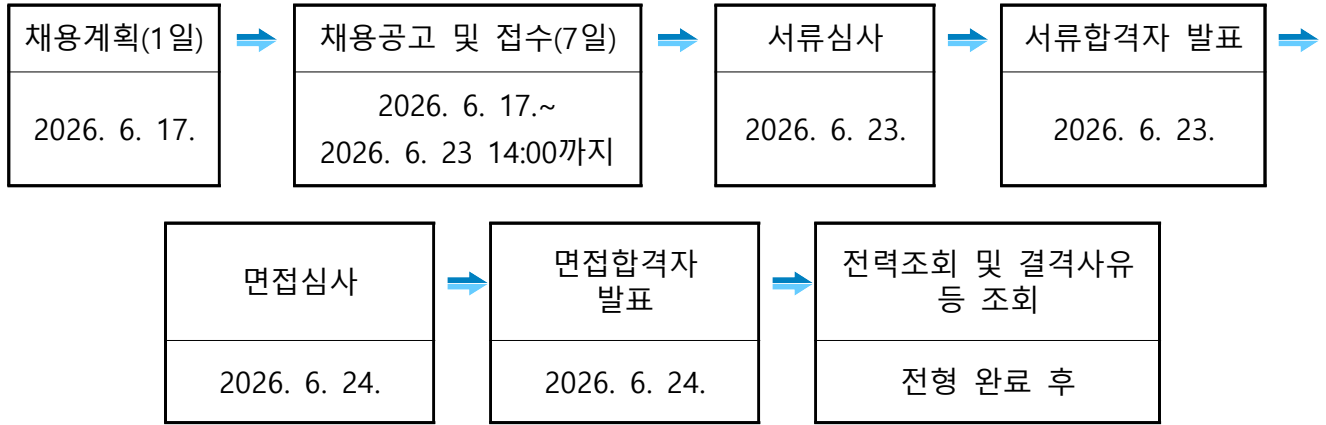 채용계획(1일)
2026. 6. 17.
채용공고 및 접수(7일)
2026. 6. 17.~
2026. 6. 23 14:00까지
서류심사
2026. 6. 23.
서류합격자 발표
2026. 6. 23.
면접심사
2026. 6. 24.
면접합격자
발표
2026. 6. 24.
전력조회 및 결격사유
등 조회
전형 완료 후